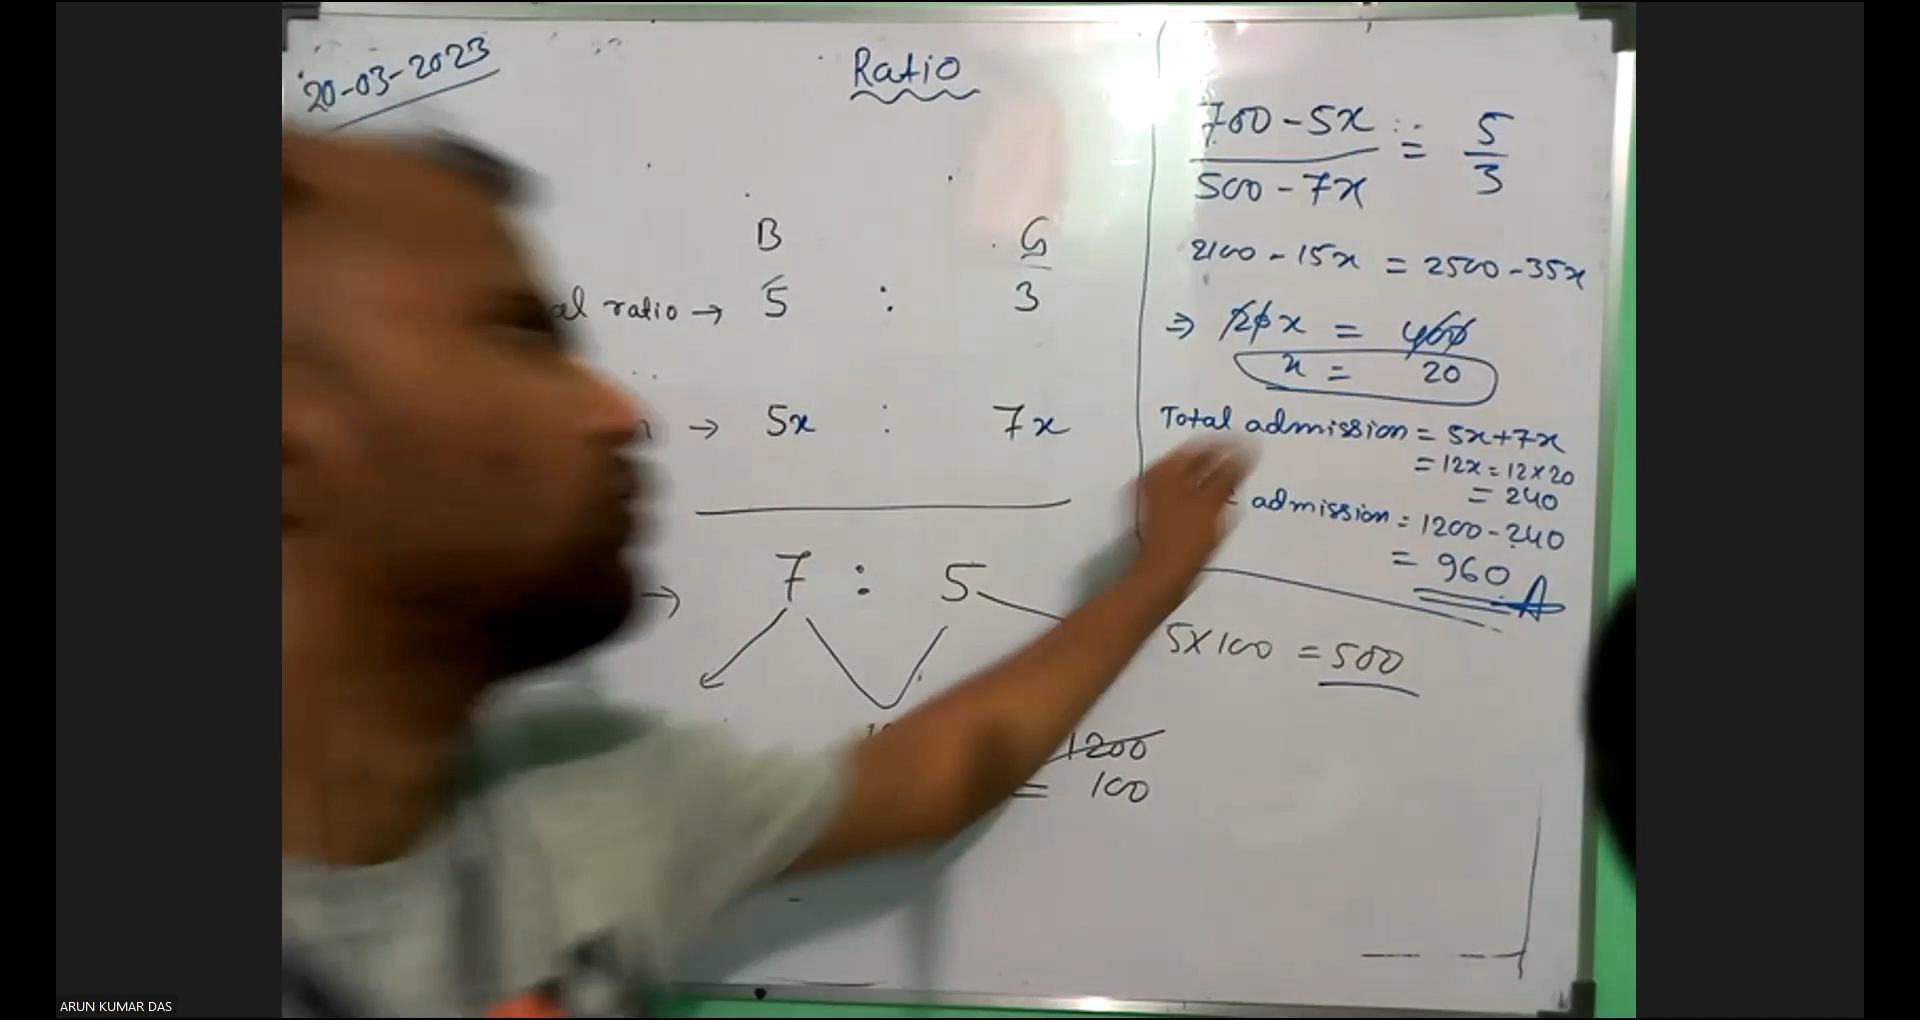 20-03-2023
Ratio
B G
ratio → 5 : 3
→ 5x : 7x
→ 7 : 5
1200
= 100
700 - 5x / 500 - 7x = 5/3
2100 - 15x = 2500 - 35x
⇒ 20x = 400
x = 20
Total admission = 5x+7x
= 12x = 12 × 20
= 240
admission = 1200 - 240
= 960 A
5×100 = 500
ARUN KUMAR DAS